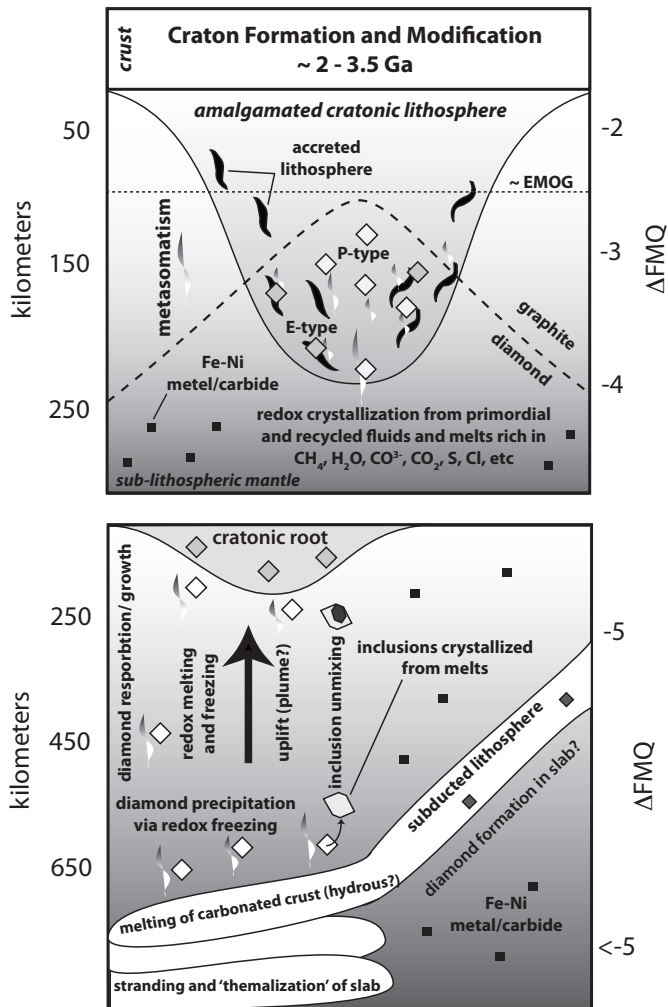 crust
Craton Formation and Modification
~ 2 - 3.5 Ga
amalgamated cratonic lithosphere
50
-2
accreted
lithosphere
~ EMOG
kilometers
metasomatism
P-type
150
-3
ΔFMQ
E-type
graphite
diamond
Fe-Ni
metel/carbide
-4
250
redox crystallization from primordial
and recycled fluids and melts rich in
CH₄, H₂O, CO³⁻, CO₂, S, Cl, etc
sub-lithospheric mantle
cratonic root
250
-5
diamond resporbtion/ growth
redox melting
and freezing
uplift (plume?)
inclusion unmixing
inclusions crystallized
from melts
kilometers
450
ΔFMQ
subducted lithosphere
diamond formation in slab?
diamond precipitation
via redox freezing
650
melting of carbonated crust (hydrous?)
Fe-Ni
metal/carbide
<-5
stranding and 'themalization' of slab